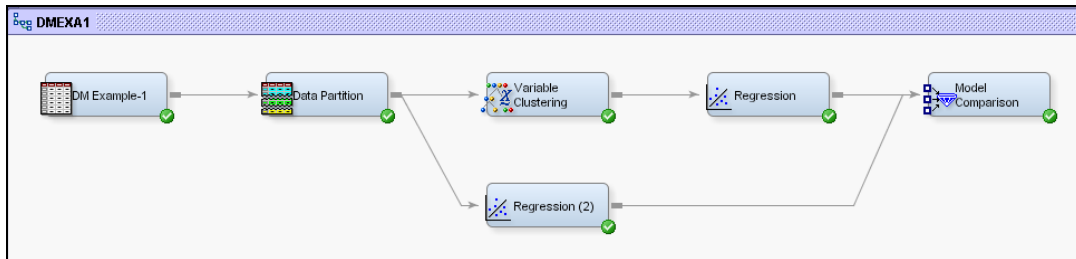 DMEXA1
DM Example-1
Data Partition
Variable
Clustering
Regression
Model
Comparison
Regression (2)